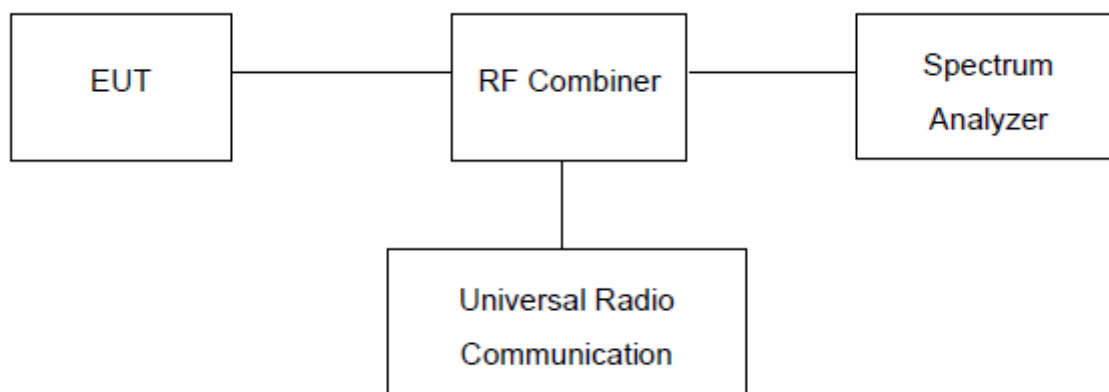 EUT
RF Combiner
Spectrum
Analyzer
Universal Radio
Communication